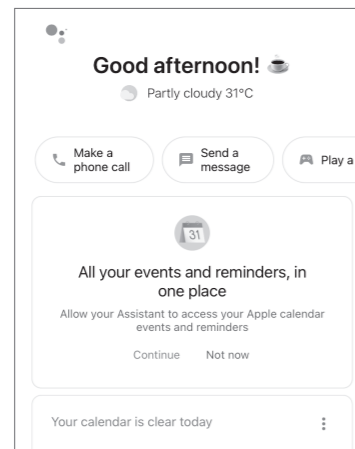 Good afternoon! ☕
Partly cloudy 31°C
Make a
phone call
Send a
message
Play a
31
All your events and reminders, in
one place
Allow your Assistant to access your Apple calendar
events and reminders
Continue Not now
Your calendar is clear today